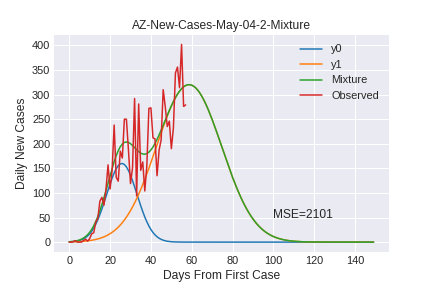 AZ-New-Cases-May-04-2-Mixture
400
350
300
250
200
150
100
50
0
Daily New Cases
y0
y1
Mixture
Observed
MSE=2101
0 20 40 60 80 100 120 140
Days From First Case